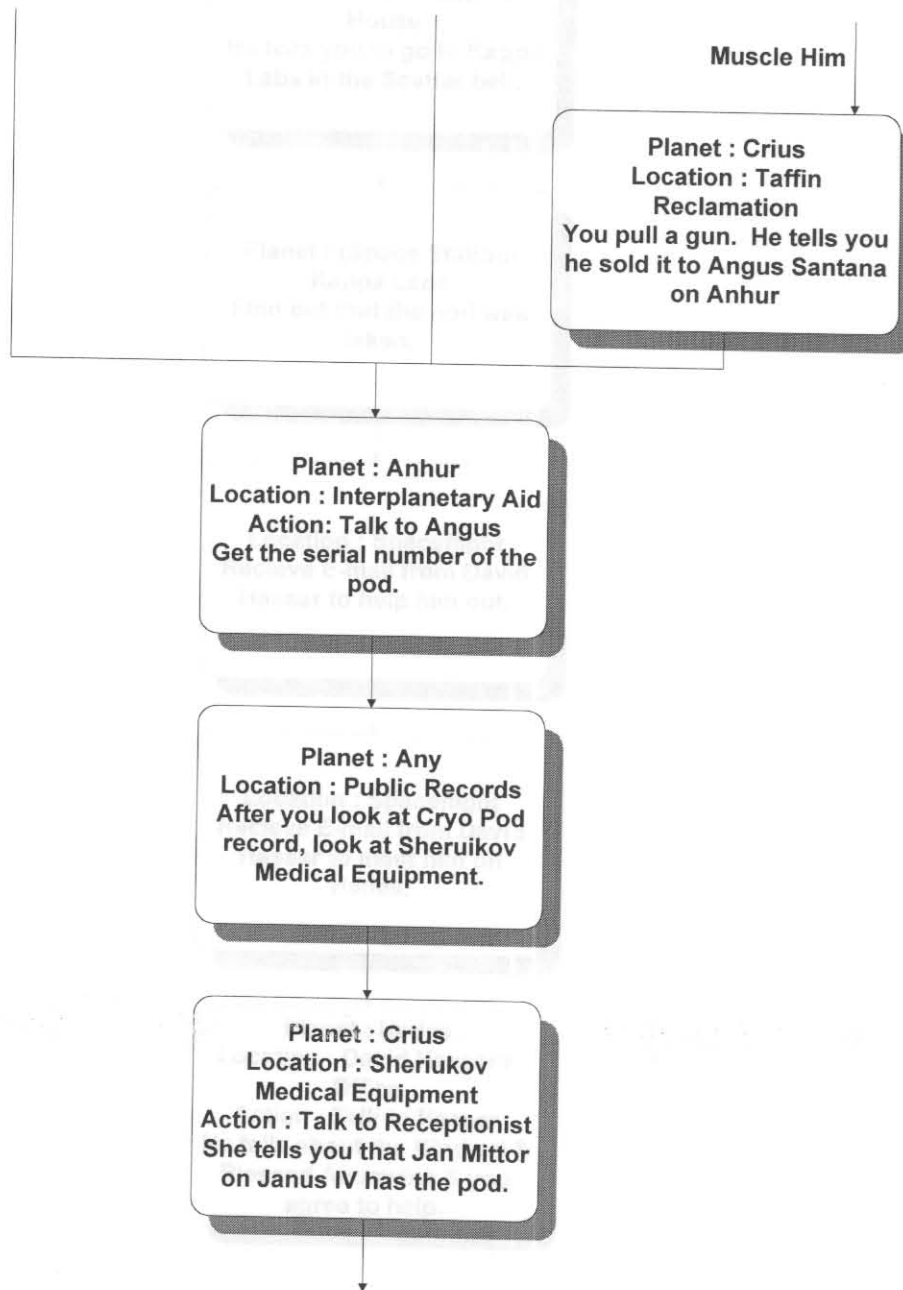 Muscle Him
Planet : Crius
Location : Taffin
Reclamation
You pull a gun.  He tells you
he sold it to Angus Santana
on Anhur
Planet : Anhur
Location : Interplanetary Aid
Action: Talk to Angus
Get the serial number of the
pod.
Planet : Any
Location : Public Records
After you look at Cryo Pod
record, look at Sheruikov
Medical Equipment.
Planet : Crius
Location : Sheriukov
Medical Equipment
Action : Talk to Receptionist
She tells you that Jan Mittor
on Janus IV has the pod.